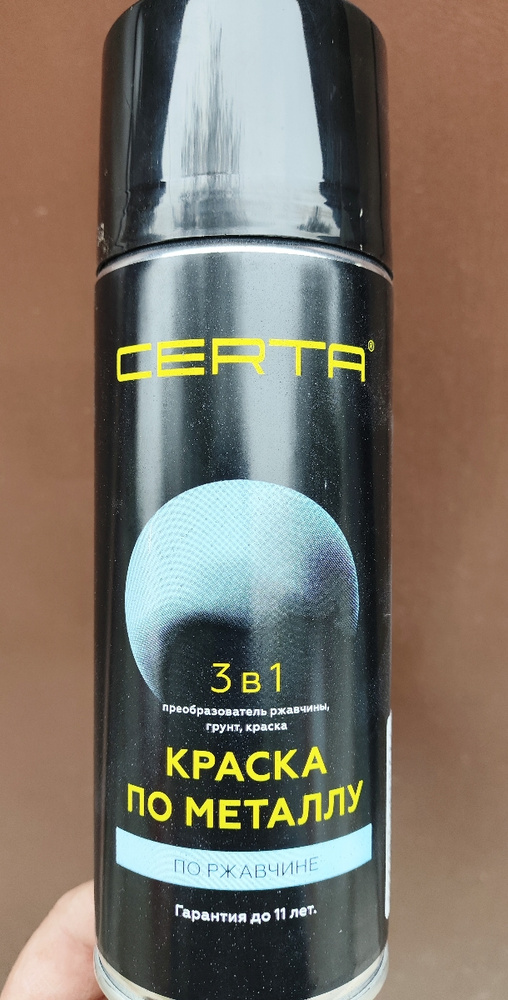 CERTA®
3 в 1
преобразователь ржавчины,
грунт, краска
КРАСКА
ПО МЕТАЛЛУ
ПО РЖАВЧИНЕ
Гарантия до 11 лет.